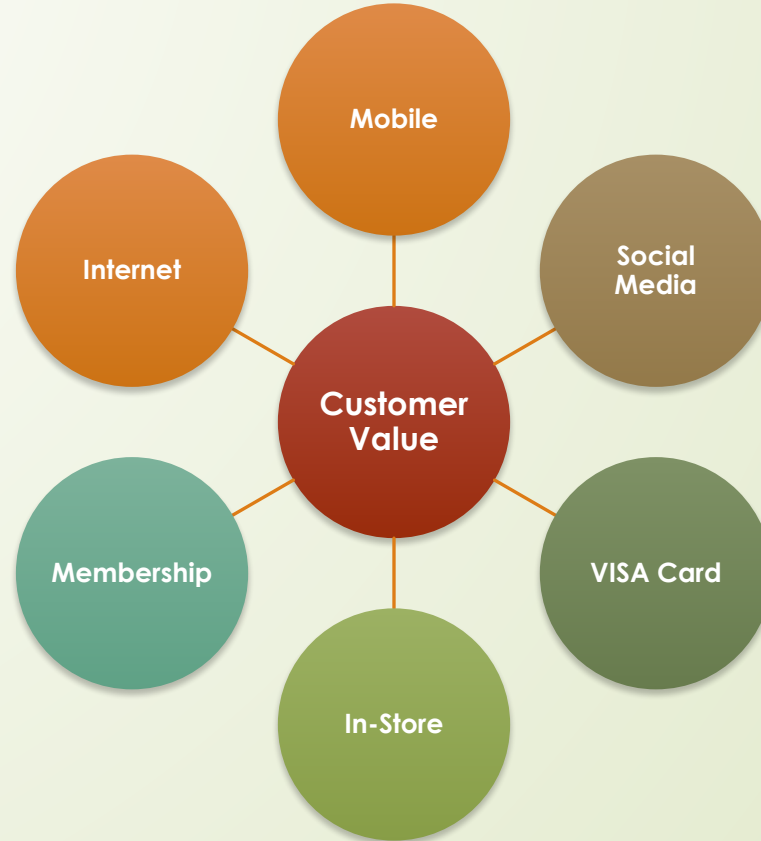 Mobile
Internet
Social
Media
Customer
Value
Membership
VISA Card
In-Store